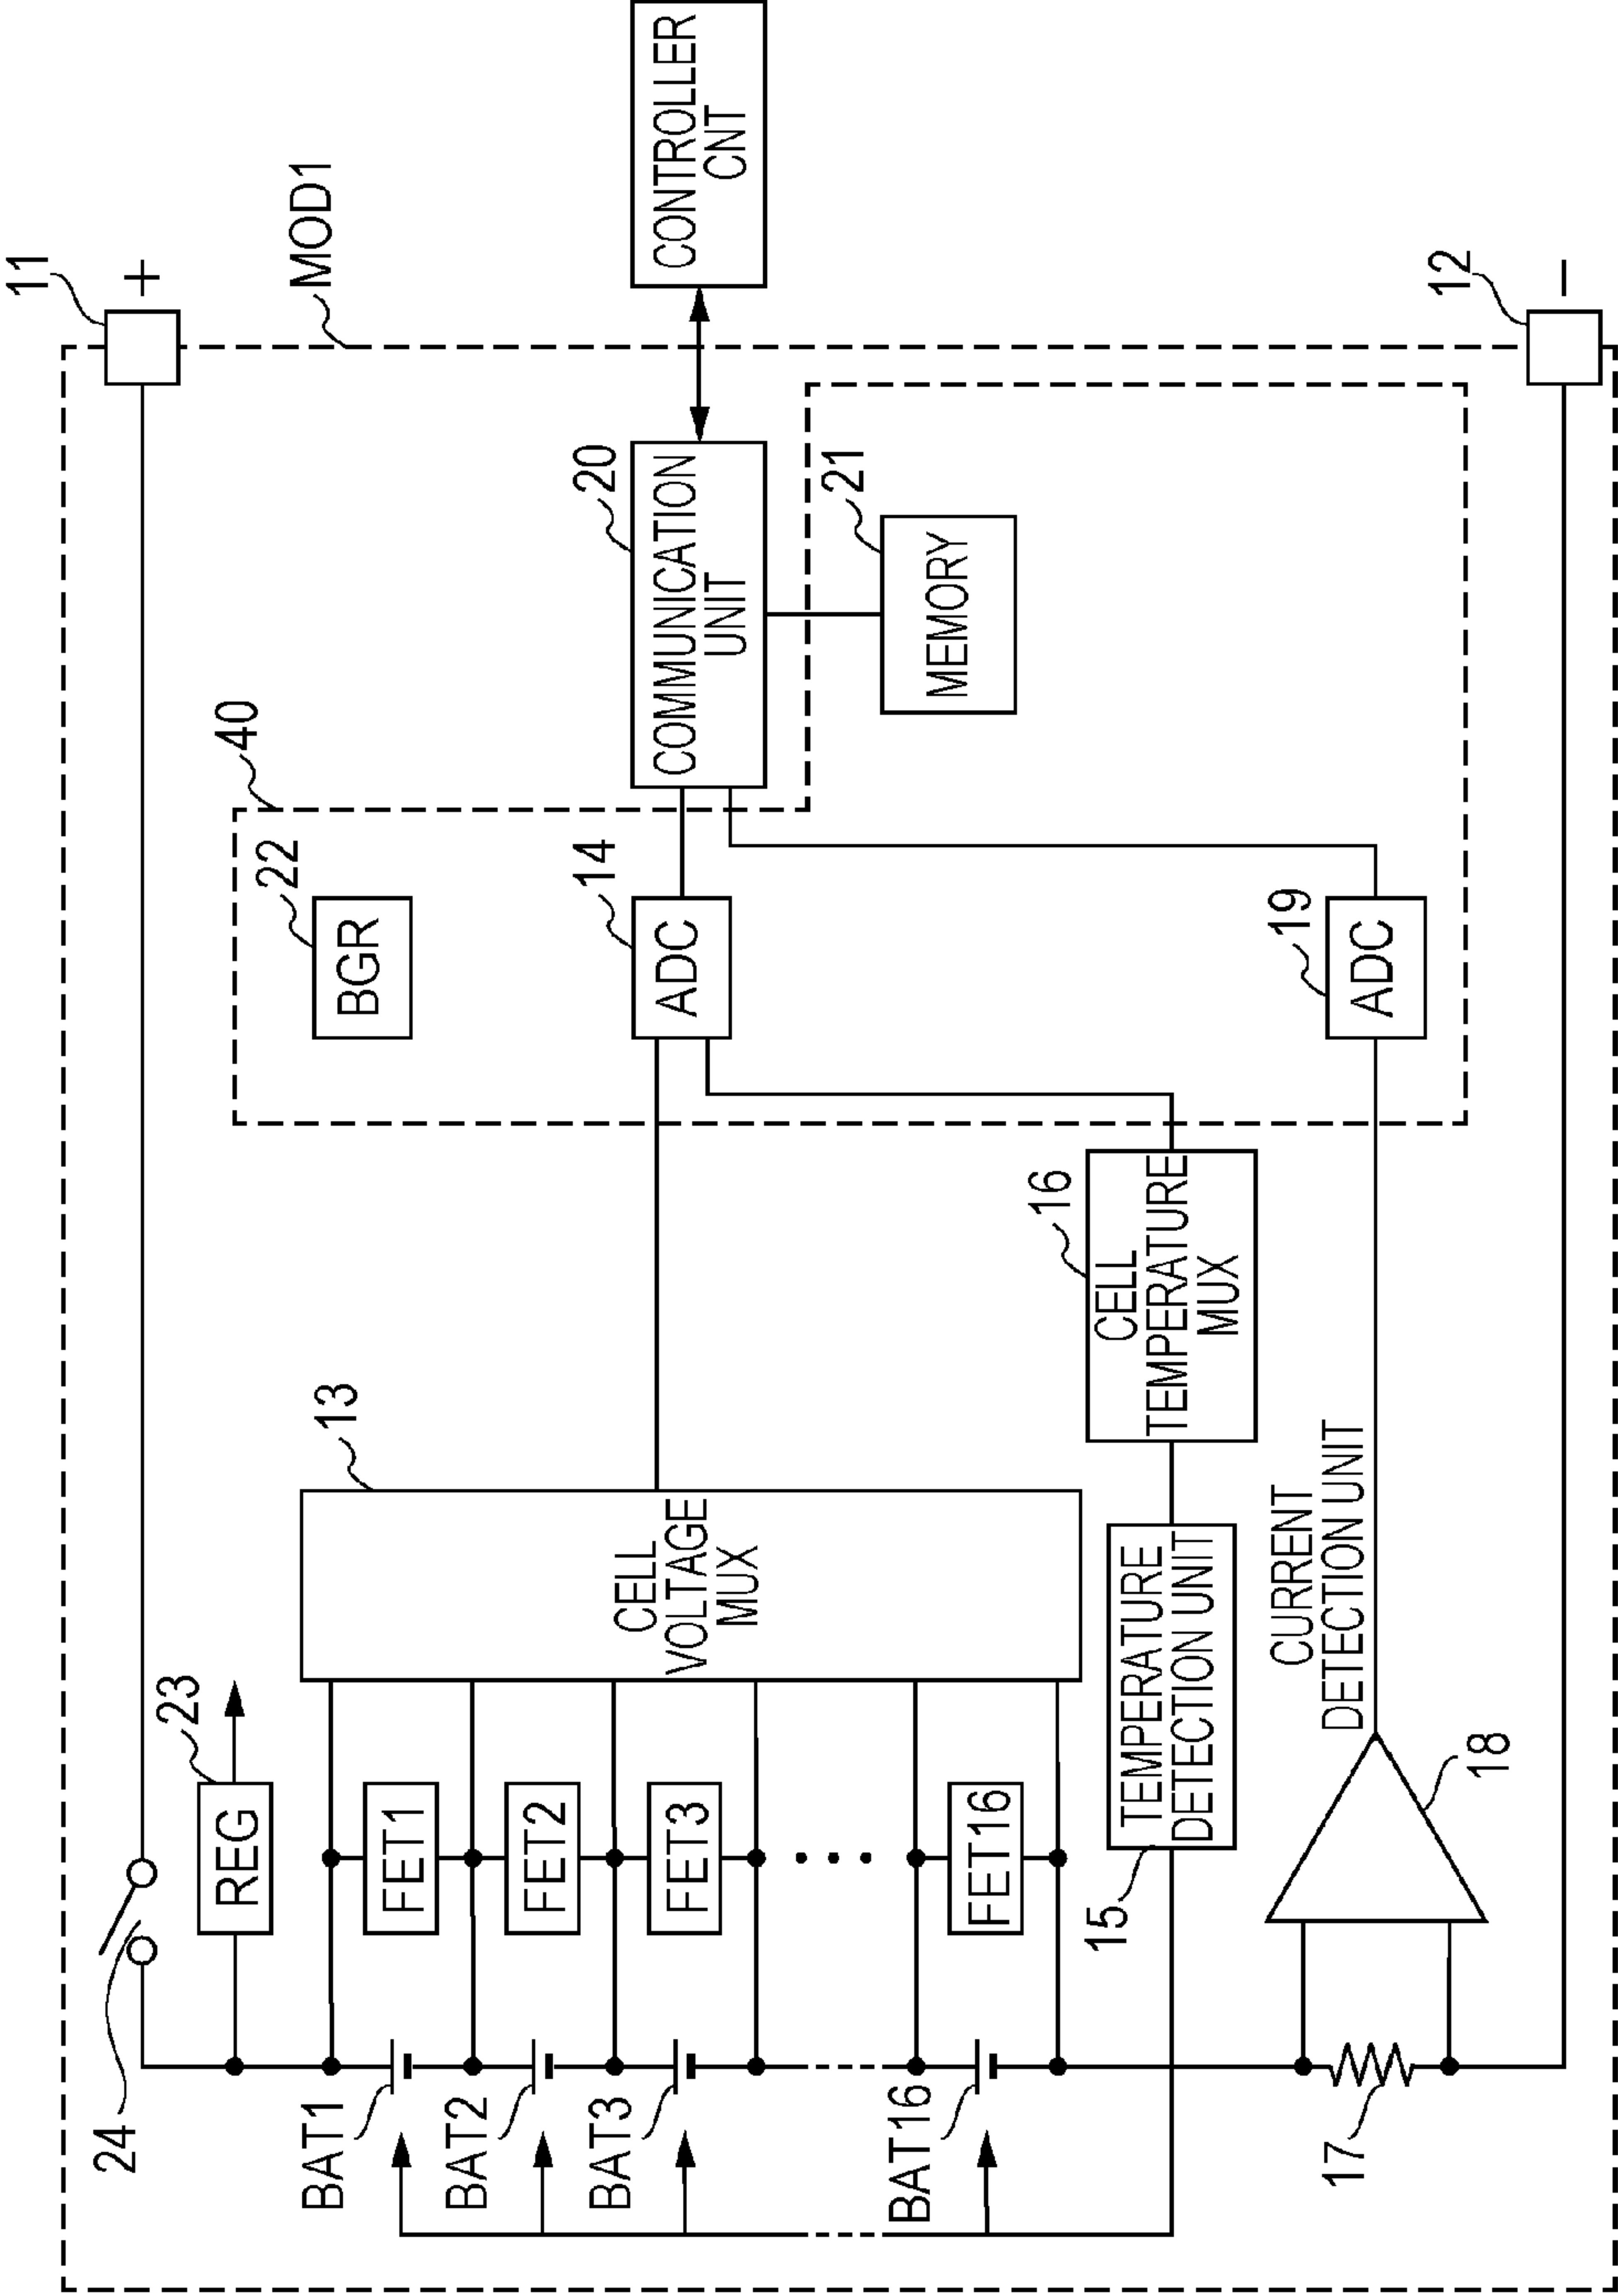 24
23
REG
11
+
MOD1
BAT1
BAT2
BAT3
BAT16
FET1
FET2
FET3
FET16
13
CELL
VOLTAGE
MUX
40
22
BGR
14
ADC
20
COMMUNICATION
UNIT
CONTROLLER
CNT
21
MEMORY
15
TEMPERATURE
DETECTION UNIT
16
CELL
TEMPERATURE
MUX
17
18
CURRENT
DETECTION UNIT
19
ADC
12
−